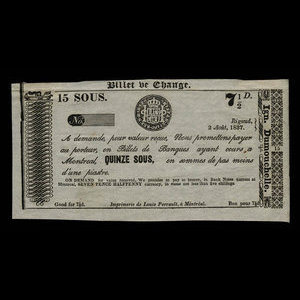 Billet de Change.
15 SOUS.
7½D.
No.
Rigaud,
2 Août, 1837.
A demande, pour valeur reçue, Nous promettons payer
au porteur, en Billets de Banques ayant cours à
Montreal, QUINZE SOUS, en sommes de pas moins
d'une piastre.
ON DEMAND for value received, We promise to pay to bearer, in Bank Notes current at
Montreal, SEVEN PENCE HALFPENNY currency, in sums not less than five shillings
Good for 7½d.
Imprimerie de Louis Perrault, à Montréal.
Bon pour 7½d.
Ign. Dumouchelle.